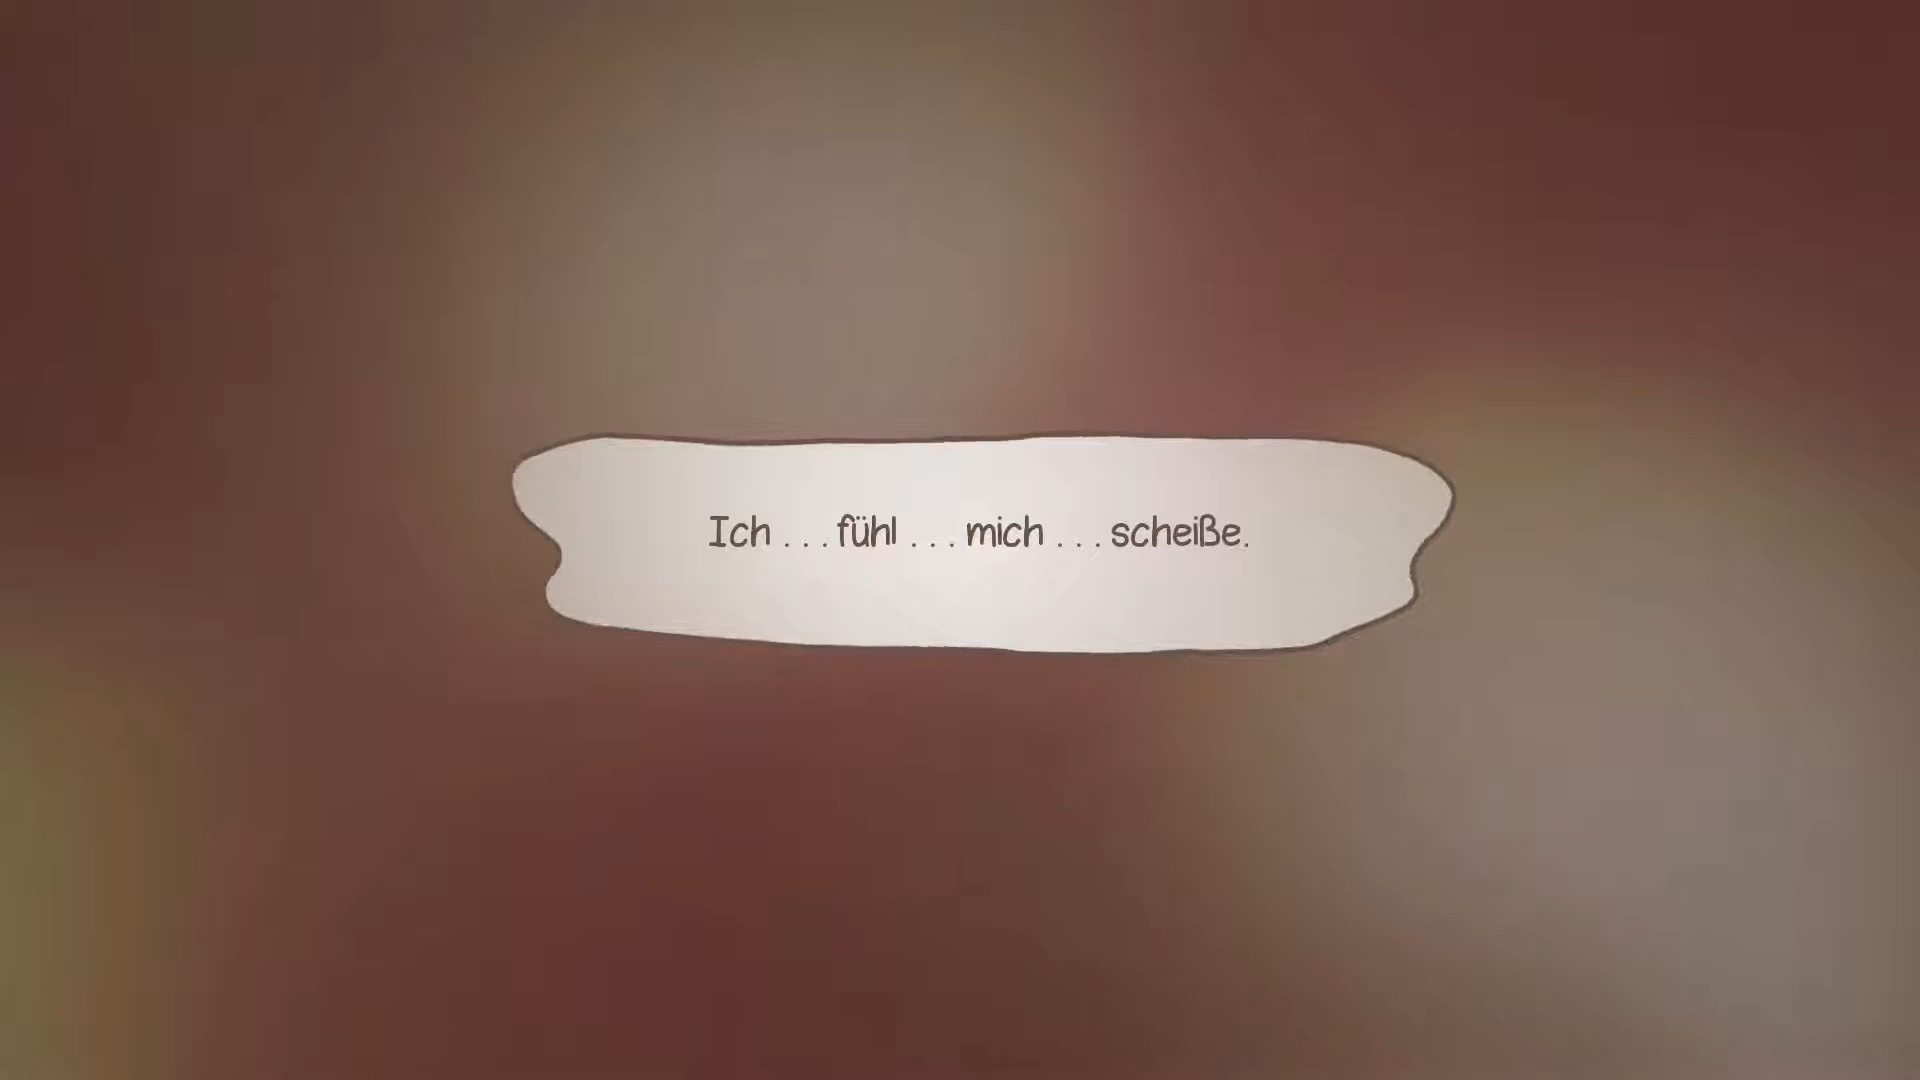 Ich . . . fühl . . . mich . . . scheiße.